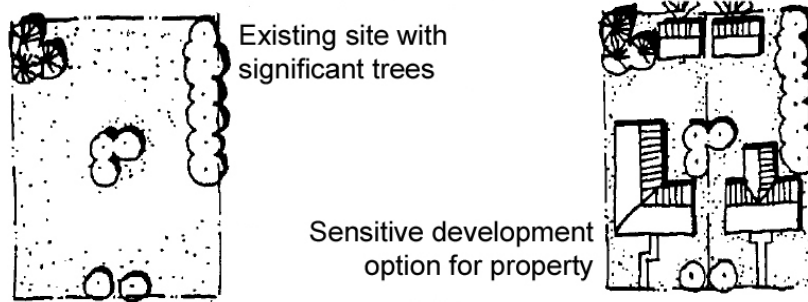 Existing site with
significant trees
Sensitive development
option for property